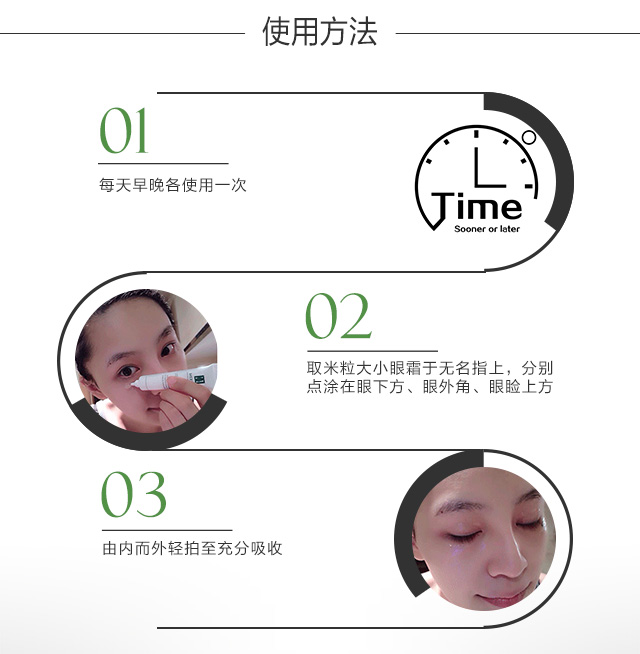 使用方法
01
每天早晚各使用一次
Time
Sooner or later
02
取米粒大小眼霜于无名指上，分别
点涂在眼下方、眼外角、眼睑上方
03
由内而外轻拍至充分吸收